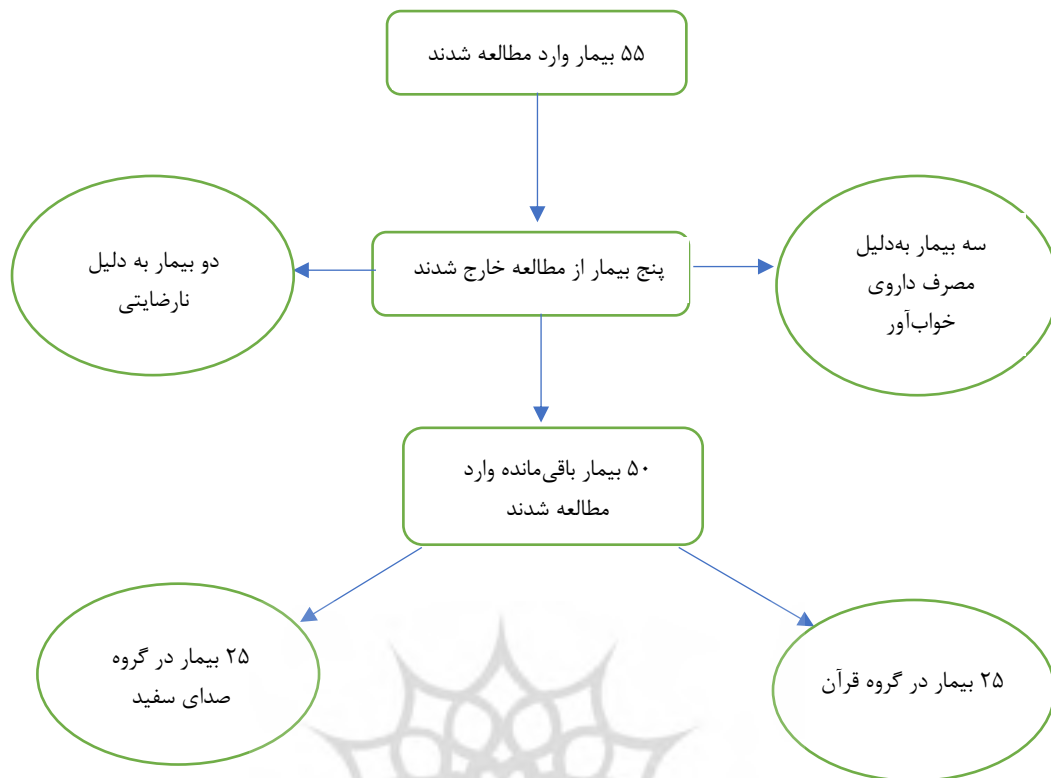 ۵۵ بیمار وارد مطالعه شدند
سه بیمار به‌دلیل
مصرف داروی
خواب‌آور
پنج بیمار از مطالعه خارج شدند
دو بیمار به دلیل
نارضایتی
۵۰ بیمار باقی‌مانده وارد
مطالعه شدند
۲۵ بیمار در گروه قرآن
۲۵ بیمار در گروه
صدای سفید